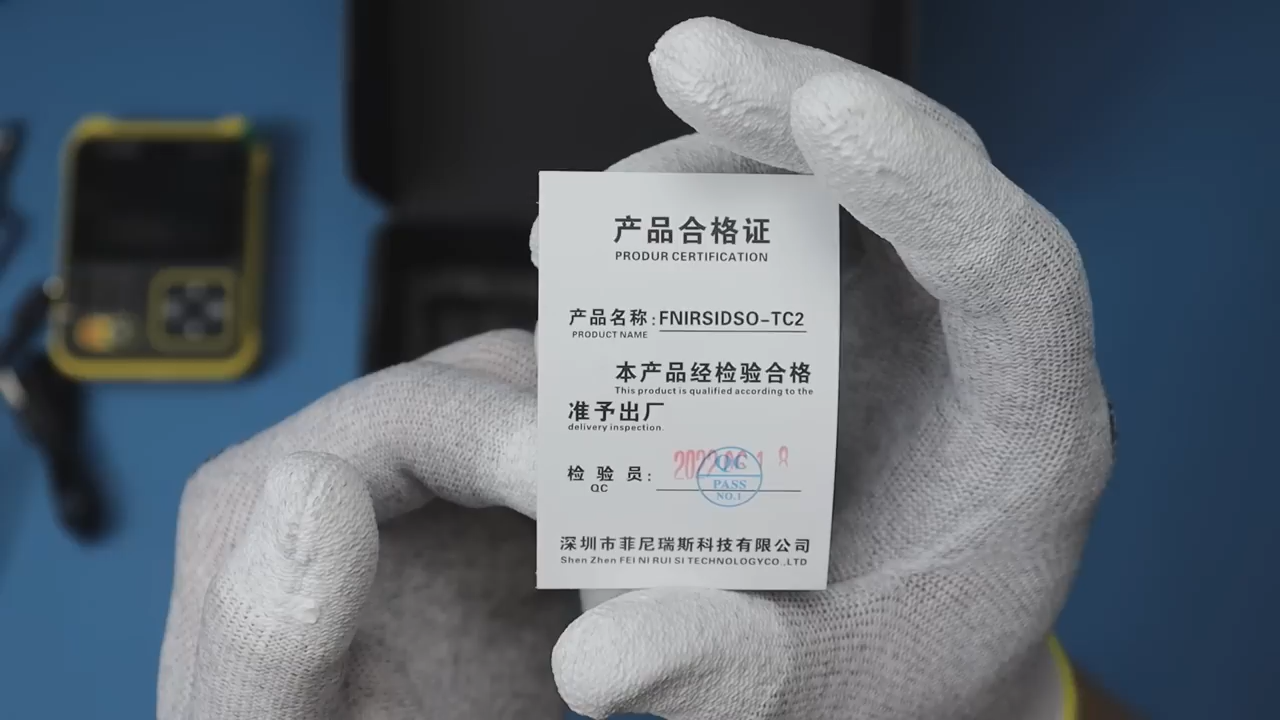 产品合格证
PRODUR CERTIFICATION
产品名称:FNIRSIDSO-TC2
PRODUCT NAME
本产品经检验合格
This product is qualified according to the
准予出厂
delivery inspection.
检 验 员:
QC
QC
PASS
NO.1
深圳市菲尼瑞斯科技有限公司
Shen Zhen FEI NI RUI SI TECHNOLOGYCO.,LTD